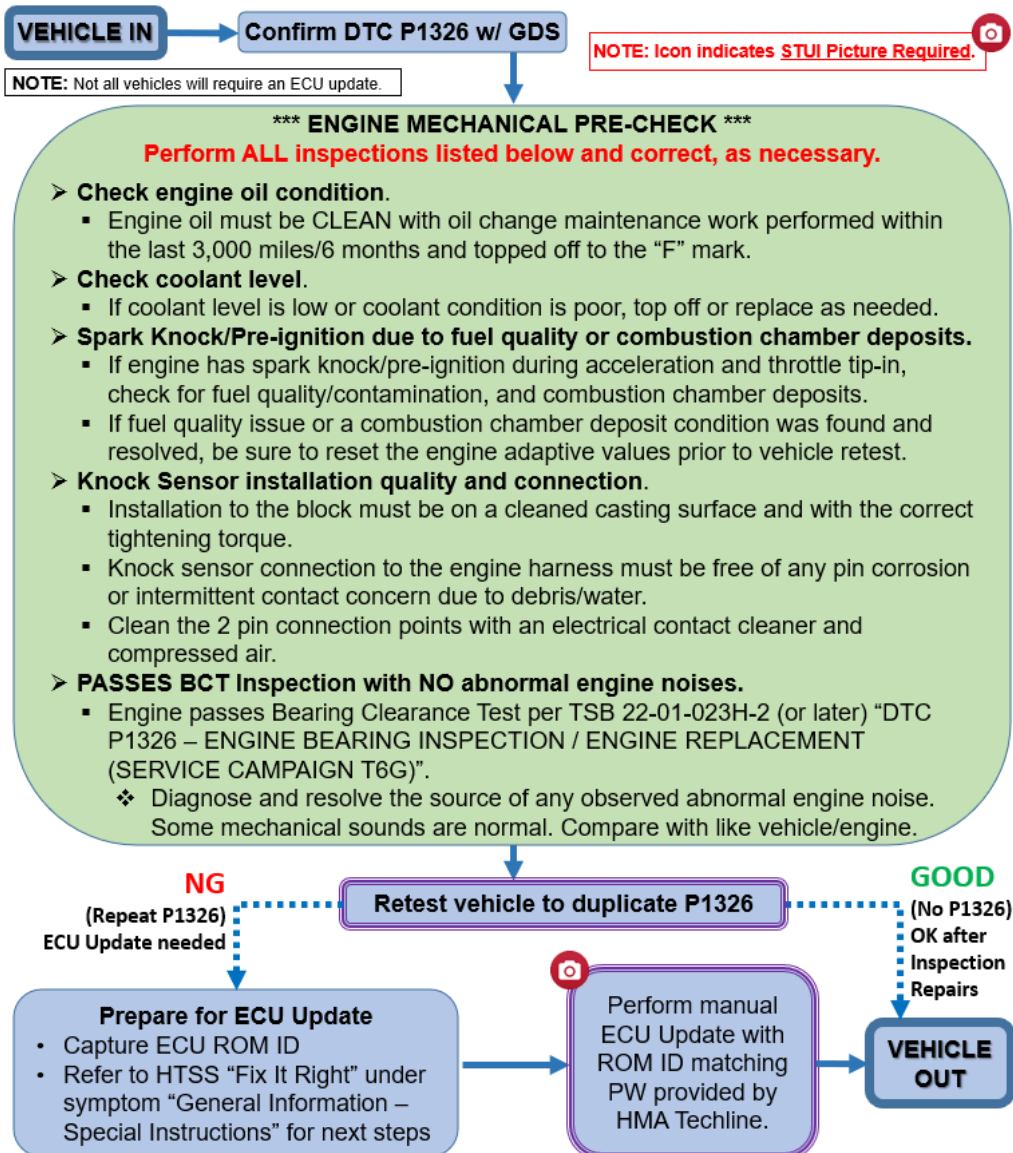 VEHICLE IN
Confirm DTC P1326 w/ GDS
NOTE: Icon indicates STUI Picture Required.
NOTE: Not all vehicles will require an ECU update.
*** ENGINE MECHANICAL PRE-CHECK ***
Perform ALL inspections listed below and correct, as necessary.
➤ Check engine oil condition.
▪ Engine oil must be CLEAN with oil change maintenance work performed within
the last 3,000 miles/6 months and topped off to the “F” mark.
➤ Check coolant level.
▪ If coolant level is low or coolant condition is poor, top off or replace as needed.
➤ Spark Knock/Pre-ignition due to fuel quality or combustion chamber deposits.
▪ If engine has spark knock/pre-ignition during acceleration and throttle tip-in,
check for fuel quality/contamination, and combustion chamber deposits.
▪ If fuel quality issue or a combustion chamber deposit condition was found and
resolved, be sure to reset the engine adaptive values prior to vehicle retest.
➤ Knock Sensor installation quality and connection.
▪ Installation to the block must be on a cleaned casting surface and with the correct
tightening torque.
▪ Knock sensor connection to the engine harness must be free of any pin corrosion
or intermittent contact concern due to debris/water.
▪ Clean the 2 pin connection points with an electrical contact cleaner and
compressed air.
➤ PASSES BCT Inspection with NO abnormal engine noises.
▪ Engine passes Bearing Clearance Test per TSB 22-01-023H-2 (or later) “DTC
P1326 – ENGINE BEARING INSPECTION / ENGINE REPLACEMENT
(SERVICE CAMPAIGN T6G)”.
❖ Diagnose and resolve the source of any observed abnormal engine noise.
Some mechanical sounds are normal. Compare with like vehicle/engine.
NG
(Repeat P1326)
ECU Update needed
Retest vehicle to duplicate P1326
GOOD
(No P1326)
OK after
Inspection
Repairs
Prepare for ECU Update
• Capture ECU ROM ID
• Refer to HTSS “Fix It Right” under
symptom “General Information –
Special Instructions” for next steps
Perform manual
ECU Update with
ROM ID matching
PW provided by
HMA Techline.
VEHICLE
OUT